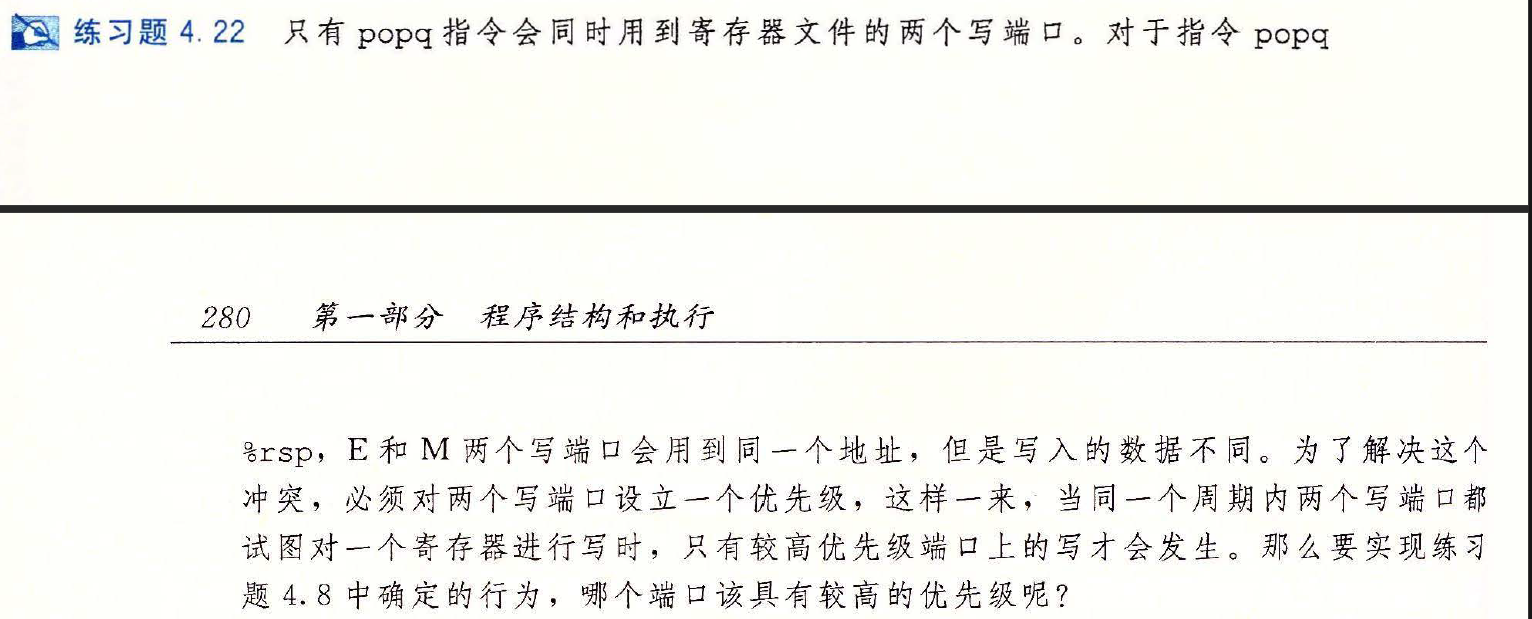 练习题 4.22 只有 popq 指令会同时用到寄存器文件的两个写端口。对于指令 popq
280 第一部分 程序结构和执行
%rsp，E 和 M 两个写端口会用到同一个地址，但是写入的数据不同。为了解决这个
冲突，必须对两个写端口设立一个优先级，这样一来，当同一个周期内两个写端口都
试图对一个寄存器进行写时，只有较高优先级端口上的写才会发生。那么要实现练习
题 4.8 中确定的行为，哪个端口该具有较高的优先级呢？